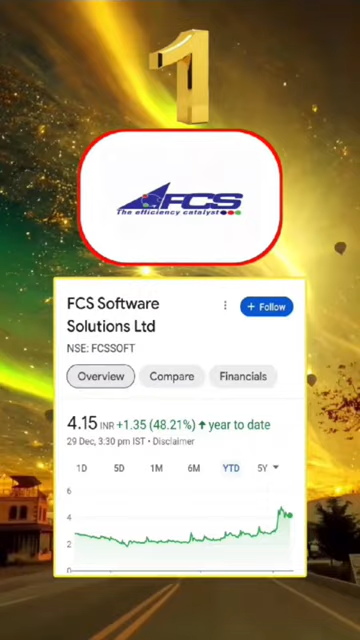 1
FCS
The efficiency catalyst
FCS Software
Solutions Ltd
+ Follow
NSE: FCSSOFT
Overview Compare Financials
4.15 INR +1.35 (48.21%) ↑ year to date
29 Dec, 3:30 pm IST • Disclaimer
1D 5D 1M 6M YTD 5Y
6
4
2
0